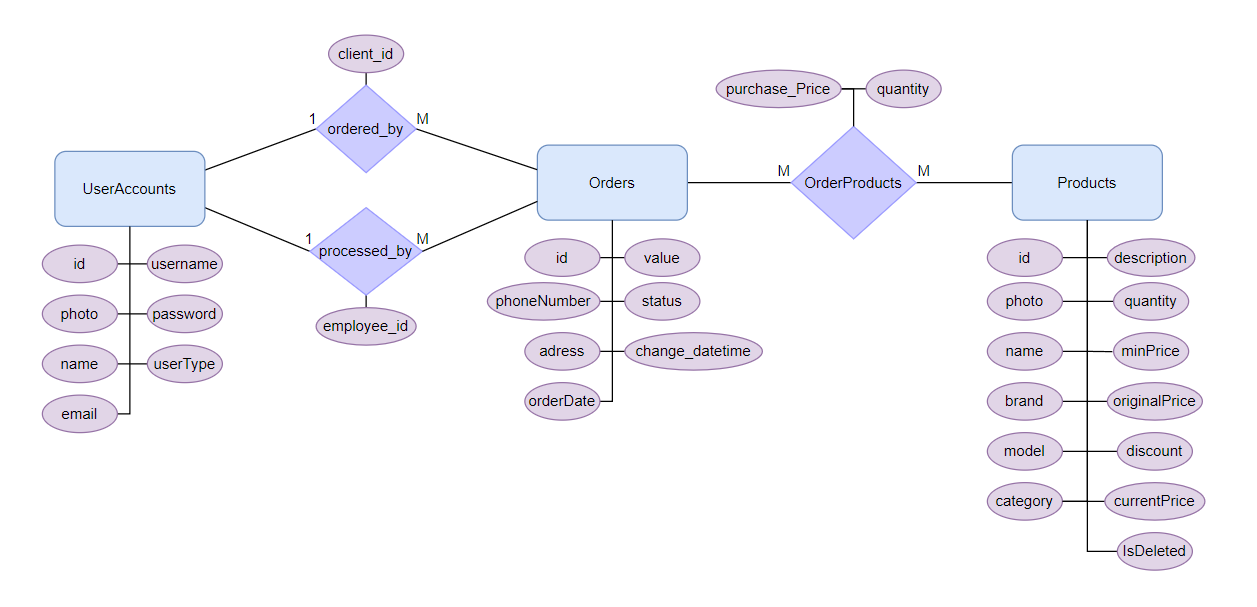 client_id
purchase_Price
quantity
1
M
ordered_by
M
M
UserAccounts
Orders
OrderProducts
Products
1
M
processed_by
id
username
id
value
id
description
photo
password
employee_id
phoneNumber
status
photo
quantity
name
userType
adress
change_datetime
name
minPrice
email
orderDate
brand
originalPrice
model
discount
category
currentPrice
IsDeleted